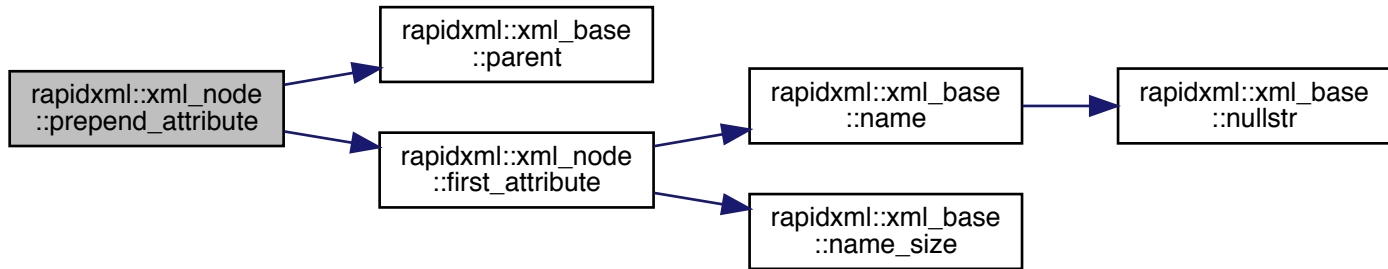 rapidxml::xml_node
::prepend_attribute
rapidxml::xml_base
::parent
rapidxml::xml_node
::first_attribute
rapidxml::xml_base
::name
rapidxml::xml_base
::name_size
rapidxml::xml_base
::nullstr